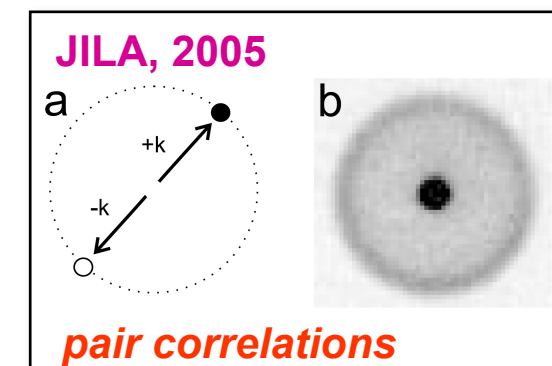 JILA, 2005
a
b
+k
-k
pair correlations